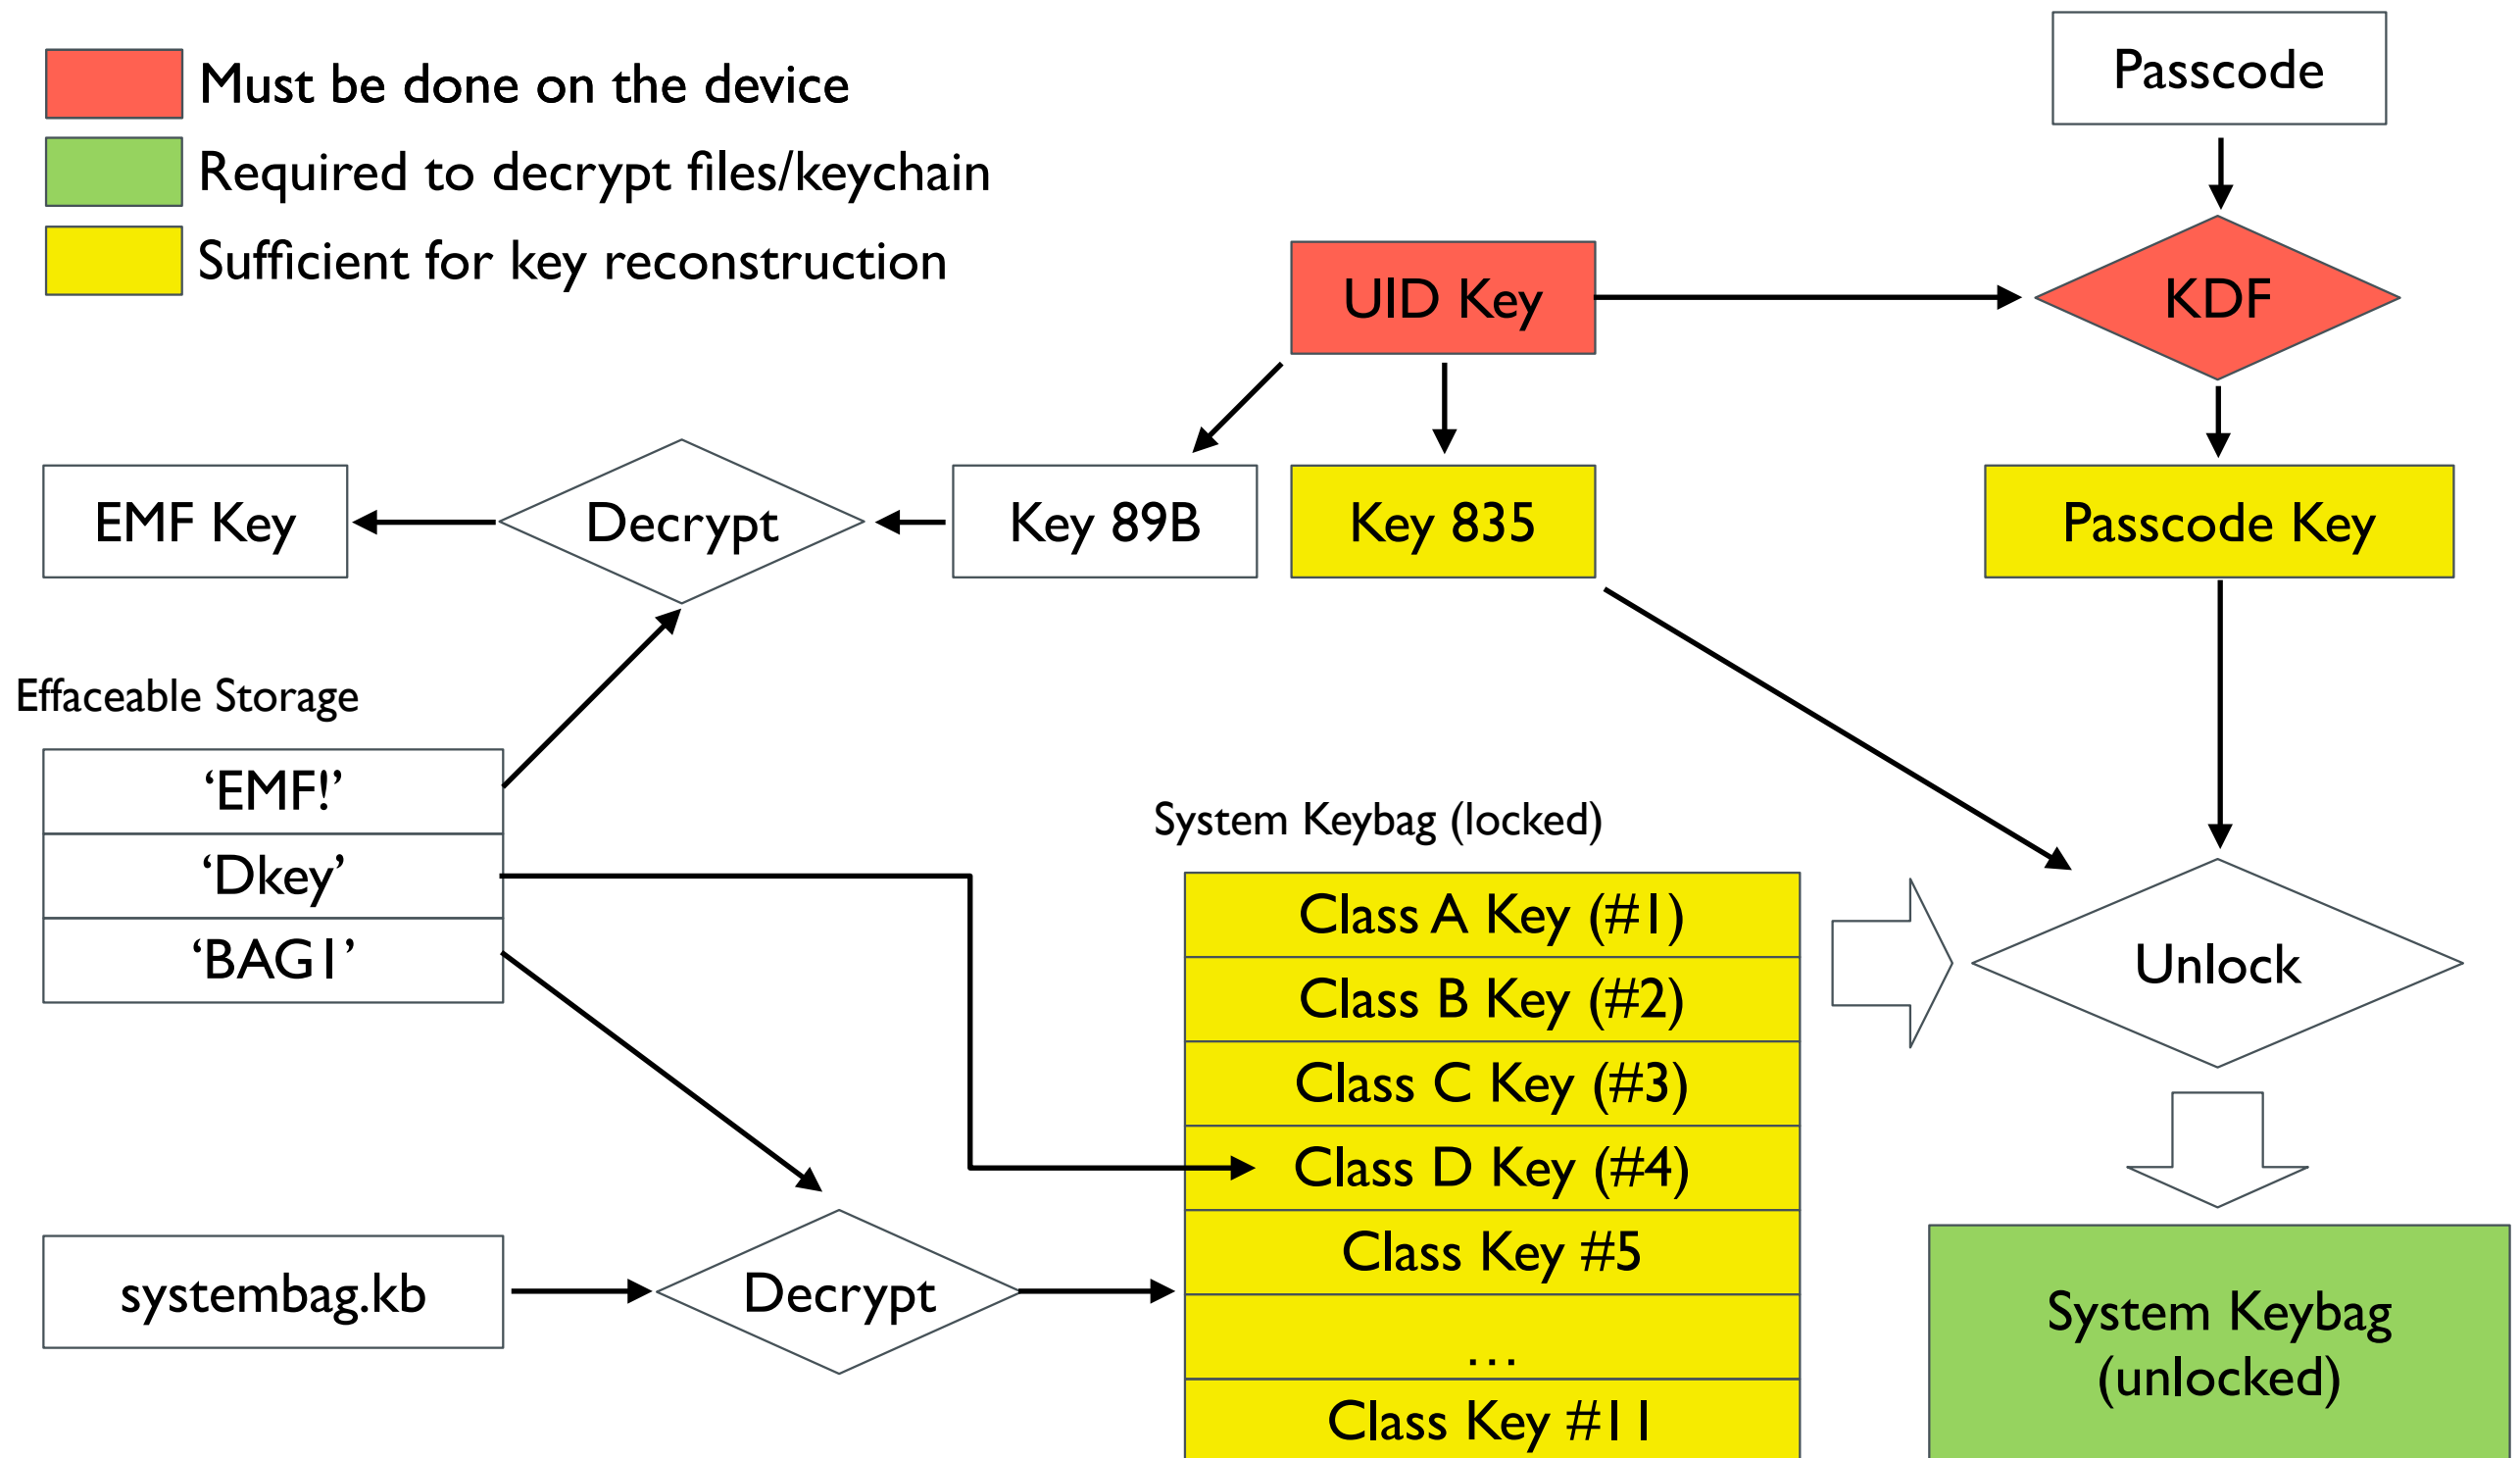 Must be done on the device
Required to decrypt files/keychain
Sufficient for key reconstruction
Passcode
UID Key
KDF
EMF Key
Decrypt
Key 89B
Key 835
Passcode Key
Effaceable Storage
‘EMF!’
‘Dkey’
‘BAG1’
System Keybag (locked)
Class A Key (#1)
Class B Key (#2)
Class C Key (#3)
Class D Key (#4)
Class Key #5
…
Class Key #11
Unlock
systembag.kb
Decrypt
System Keybag
(unlocked)